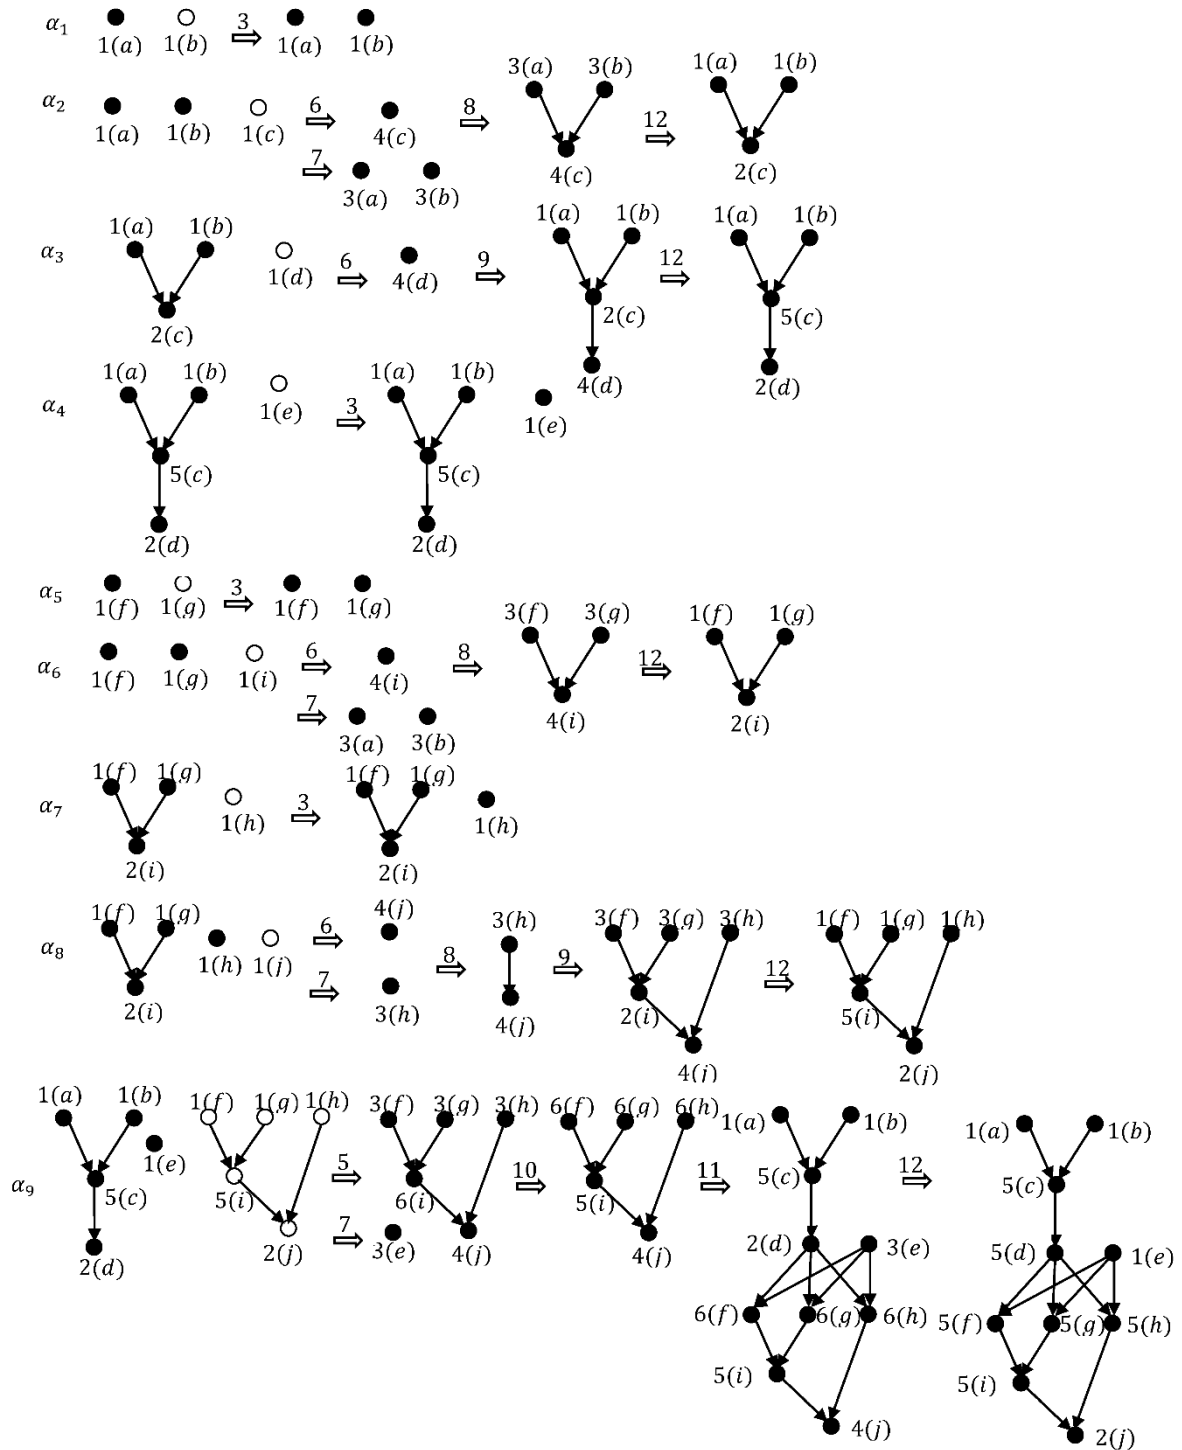 α₁ 1(a) 1(b) 3 1(a) 1(b)
3(a) 3(b) 1(a) 1(b)
α₂ 1(a) 1(b) 1(c) 6 4(c) 8 4(c) 12 2(c)
7 3(a) 3(b)
1(a) 1(b) 1(a) 1(b) 1(a) 1(b)
α₃ 1(d) 6 4(d) 9 12
2(c) 2(c) 5(c)
4(d) 2(d)
1(a) 1(b) 1(a) 1(b)
α₄ 1(e) 3 1(e)
5(c) 5(c)
2(d) 2(d)
α₅ 1(f) 1(g) 3 1(f) 1(g)
3(f) 3(g) 1(f) 1(g)
α₆ 1(f) 1(g) 1(i) 6 4(i) 8 4(i) 12 2(i)
7 3(a) 3(b)
1(f) 1(g) 1(f) 1(g)
α₇ 1(h) 3 1(h)
2(i) 2(i)
1(f) 1(g) 4(j) 3(h) 3(f) 3(g) 3(h) 1(f) 1(g) 1(h)
α₈ 1(h) 1(j) 6 8 9 12
2(i) 7 3(h) 4(j) 2(i) 5(i)
4(j) 2(j)
1(a) 1(b) 1(f) 1(g) 1(h) 3(f) 3(g) 3(h) 6(f) 6(g) 6(h) 1(a) 1(b) 1(a) 1(b)
1(e) 5 10 11 12
α₉ 5(c) 5(i) 6(i) 5(i) 5(c) 5(c)
2(d) 2(j) 7 3(e) 4(j) 4(j) 2(d) 3(e) 5(d) 1(e)
6(f) 6(g) 6(h) 5(f) 5(g) 5(h)
5(i) 5(i)
4(j) 2(j)